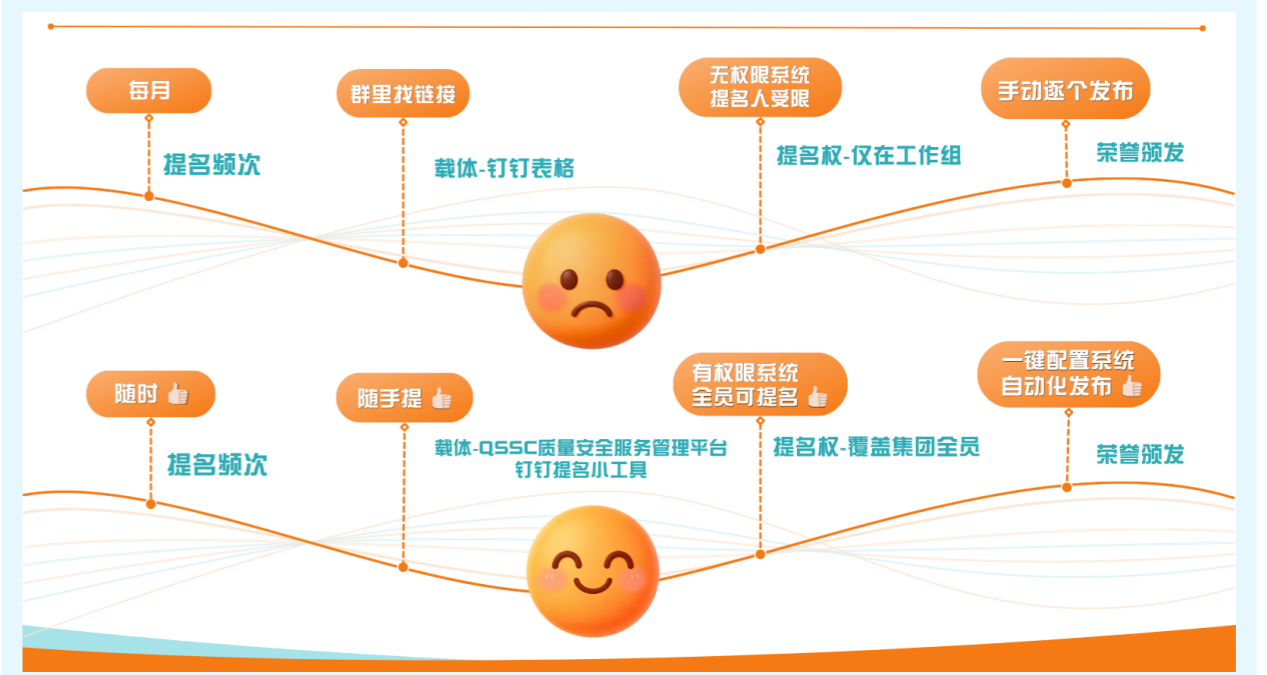 每月
提名频次
群里找链接
载体-钉钉表格
无权限系统
提名人受限
提名权-仅在工作组
手动逐个发布
荣誉颁发
随时
提名频次
随手提
载体-QSSC质量安全服务管理平台
钉钉提名小工具
有权限系统
全员可提名
提名权-覆盖集团全员
一键配置系统
自动化发布
荣誉颁发